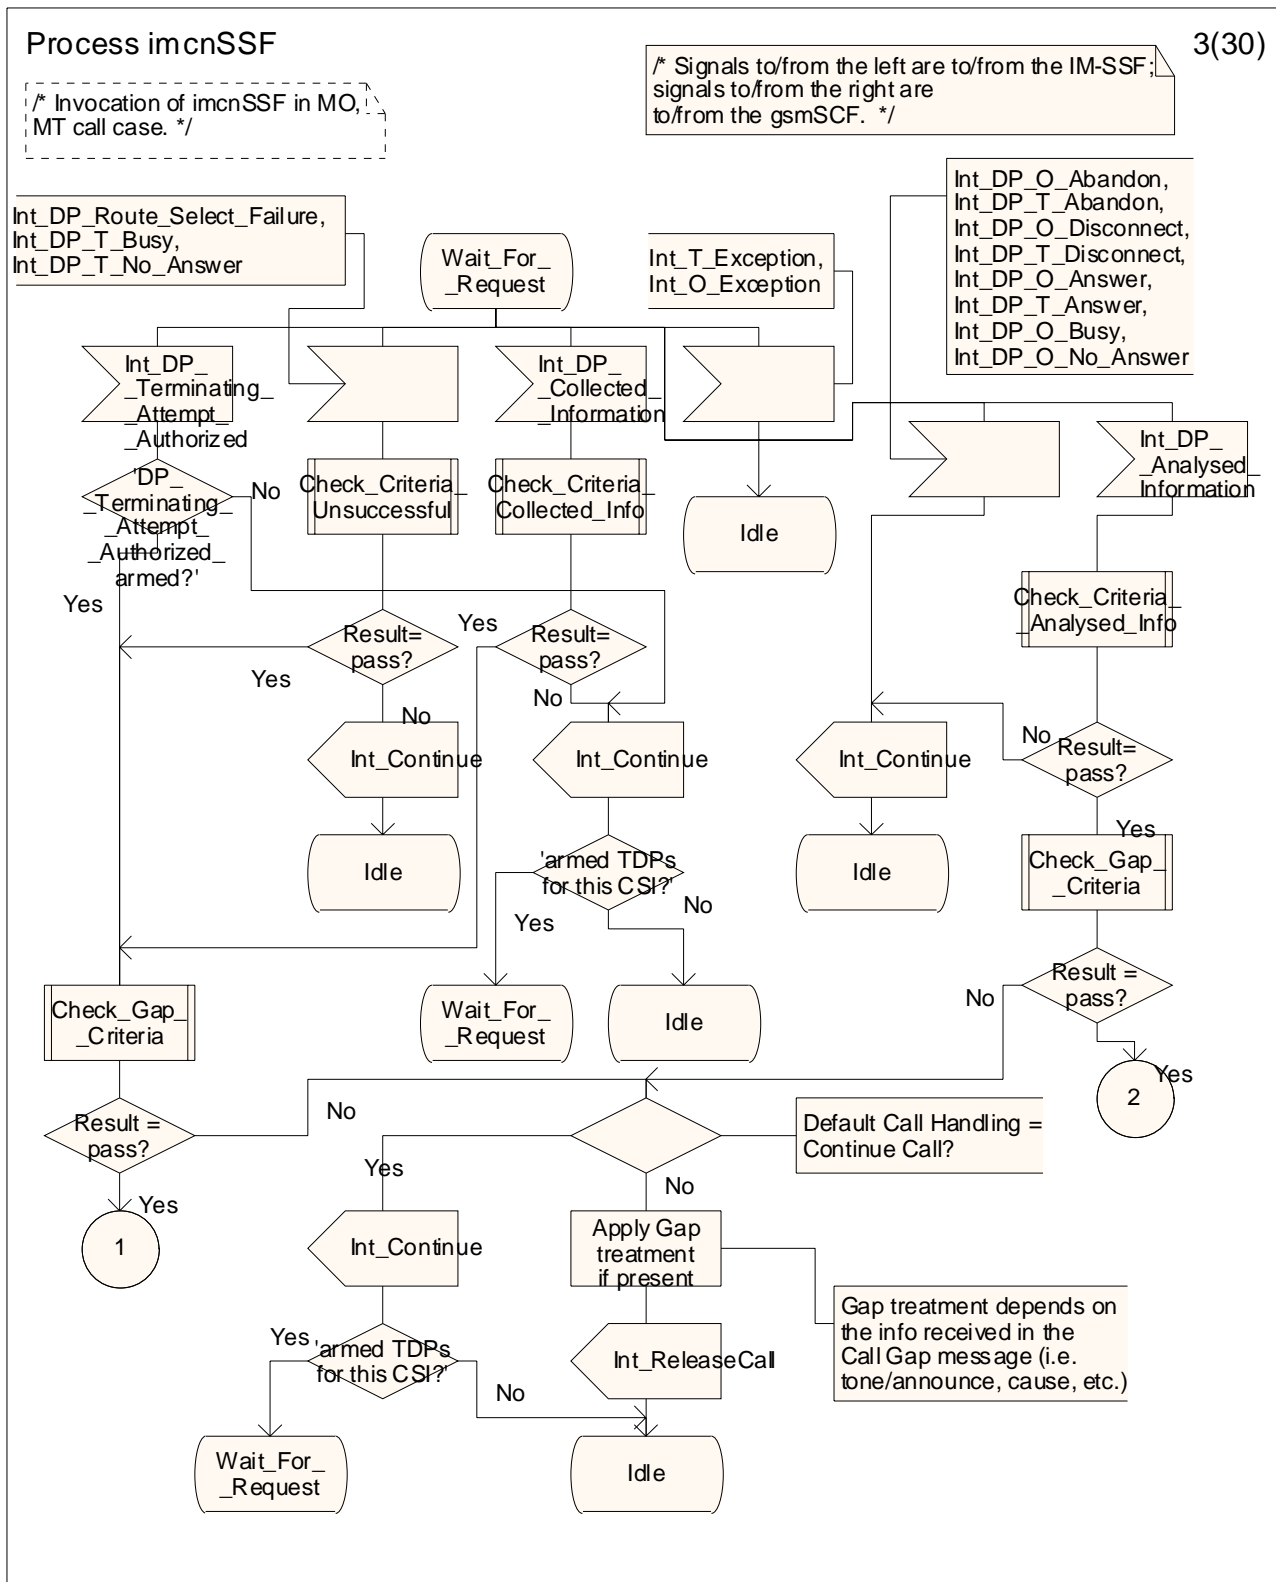 Process imcnSSF
3(30)
/* Invocation of imcnSSF in MO,
MT call case. */
/* Signals to/from the left are to/from the IM-SSF;
signals to/from the right are
to/from the gsmSCF. */
Int_DP_Route_Select_Failure,
Int_DP_T_Busy,
Int_DP_T_No_Answer
Wait_For_
_Request
Int_T_Exception,
Int_O_Exception
Int_DP_O_Abandon,
Int_DP_T_Abandon,
Int_DP_O_Disconnect,
Int_DP_T_Disconnect,
Int_DP_O_Answer,
Int_DP_T_Answer,
Int_DP_O_Busy,
Int_DP_O_No_Answer
Int_DP_
_Terminating_
_Attempt_
_Authorized
Int_DP_
_Collected_
_Information
Int_DP_
_Analysed_
_Information
'DP_
_Terminating_
_Attempt_
_Authorized_
armed?'
No
Yes
Check_Criteria_
_Unsuccessful
Check_Criteria_
_Collected_Info
Idle
Check_Criteria_
_Analysed_Info
Result=
pass?
Yes
No
Result=
pass?
Yes
No
Result=
pass?
No
Yes
Int_Continue
Int_Continue
Int_Continue
Idle
'armed TDPs
for this CSI?'
Yes
No
Idle
Check_Gap_
_Criteria
Wait_For_
_Request
Idle
Result =
pass?
No
Yes
2
Check_Gap_
_Criteria
Result =
pass?
No
Yes
1
Default Call Handling =
Continue Call?
Yes
No
Int_Continue
Apply Gap
treatment
if present
Gap treatment depends on
the info received in the
Call Gap message (i.e.
tone/announce, cause, etc.)
'armed TDPs
for this CSI?'
Yes
No
Int_ReleaseCall
Wait_For_
_Request
Idle